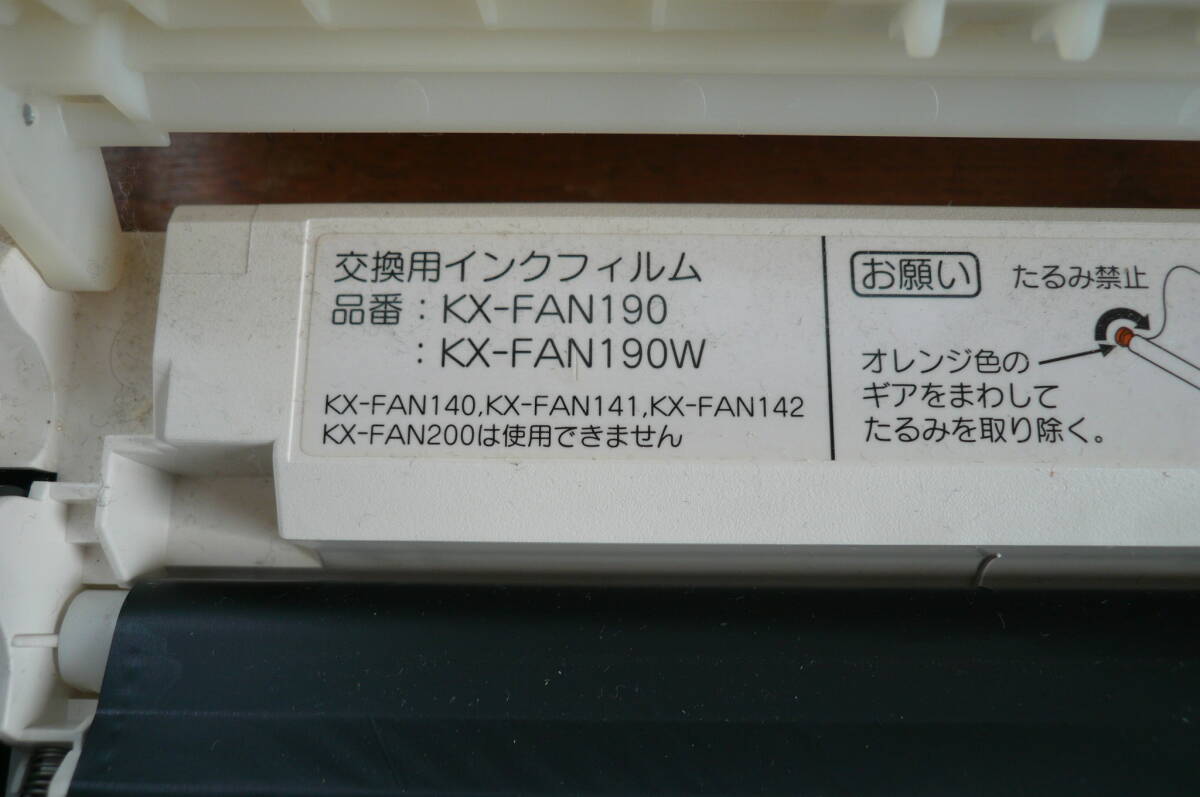 交換用インクフィルム
品番：KX-FAN190
：KX-FAN190W
KX-FAN140,KX-FAN141,KX-FAN142
KX-FAN200は使用できません
お願い
たるみ禁止
オレンジ色の
ギアをまわして
たるみを取り除く。